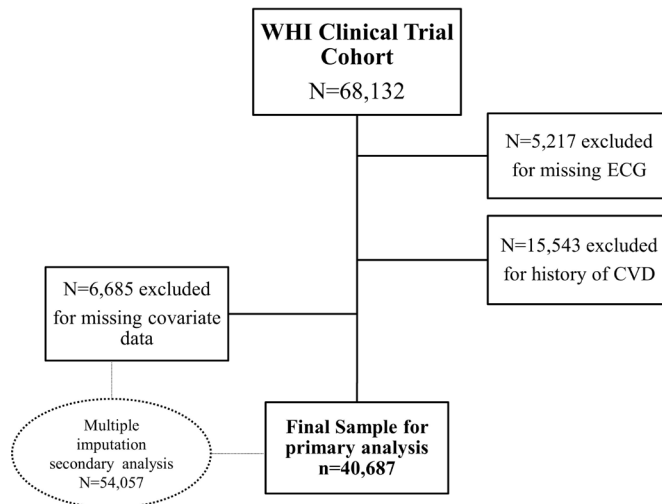 WHI Clinical Trial
Cohort
N=68,132
N=5,217 excluded
for missing ECG
N=15,543 excluded
for history of CVD
N=6,685 excluded
for missing covariate
data
Multiple
imputation
secondary analysis
N=54,057
Final Sample for
primary analysis
n=40,687